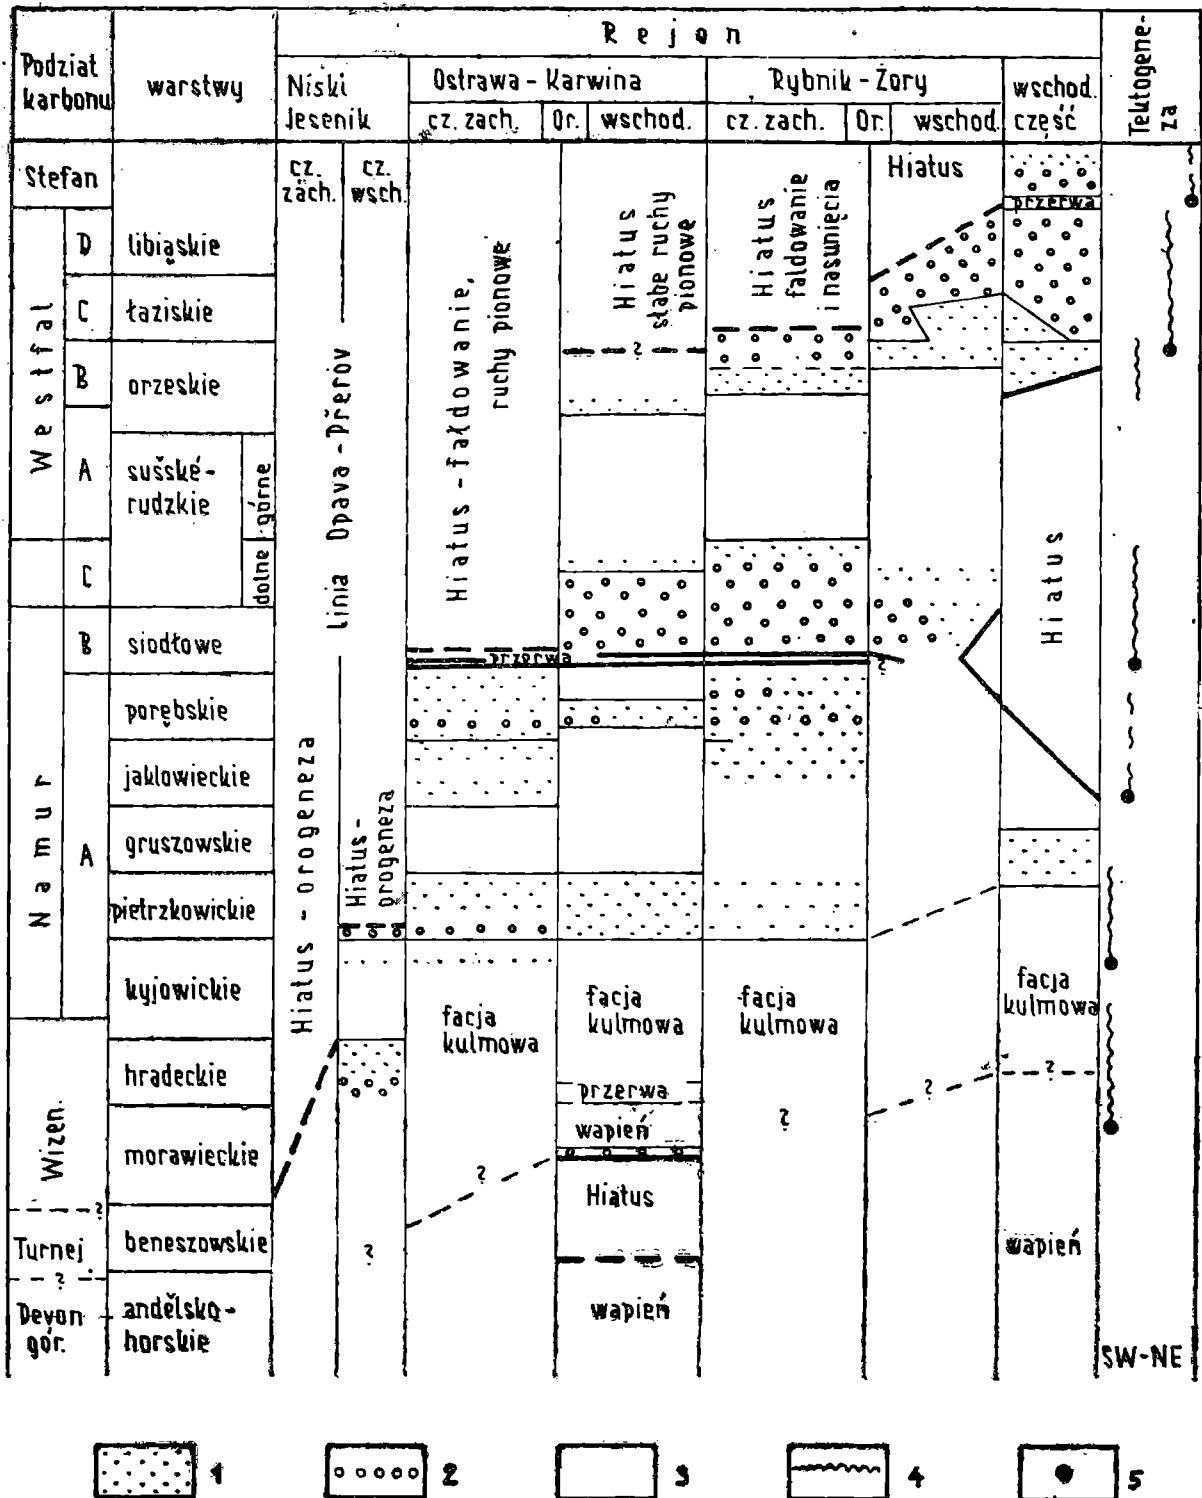 Rejon
Podział
karbonu
warstwy
Niski
Jesenik
Ostrawa - Karwina
Rybnik - Żory
wschod.
część
Tektogene-
za
cz. zach.
Or.
wschod.
cz. zach.
Or.
wschod.
cz.
zach.
cz.
wsch.
Stefan
Westfal
D
C
B
A
Namur
C
B
A
Wizen.
?
Turnej
?
Devon
gór.
libiąskie
łaziskie
orzeskie
sušské-
rudzkie
górne
dolne
siodłowe
porębskie
jaklowieckie
gruszowskie
pietrzkowickie
kyjowickie
hradeckie
morawieckie
beneszowskie
andělsko-
horskie
Hiatus - orogeneza
linia Opava - Přerov
Hiatus -
orogeneza
?
Hiatus - fałdowanie,
ruchy pionowe
przerwa
facja
kulmowa
?
Hiatus
słabe ruchy
pionowe
?
facja
kulmowa
przerwa
wapień
Hiatus
wapień
Hiatus
fałdowanie
i nasunięcia
facja
kulmowa
?
Hiatus
?
?
przerwa
Hiatus
facja
kulmowa
?
wapień
SW-NE
1
2
3
4
5